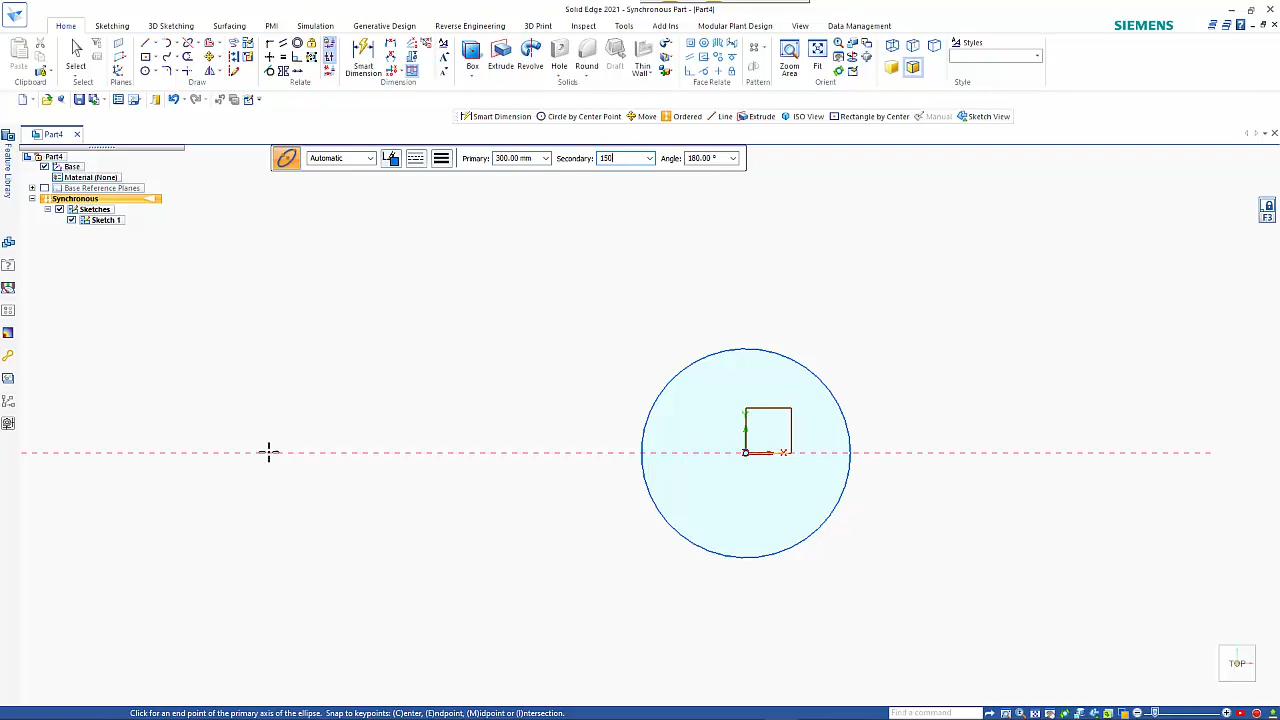 Solid Edge 2021 - Synchronous Part - [Part4]
Home Sketching 3D Sketching Surfacing PMI Simulation Generative Design Reverse Engineering 3D Print Inspect Tools Add Ins Modular Plant Design View Data Management SIEMENS
Paste Select Smart Dimension Box Extrude Revolve Hole Round Draft Thin Wall Zoom Area Fit Styles
Clipboard Select Draw Relate Dimension Solids Face Relate Pattern Orient Style
Smart Dimension Circle by Center Point Move Ordered Line Extrude ISO View Rectangle by Center Manual Sketch View
Part4
Feature Library
Automatic Primary: 300.00 mm Secondary: 150 Angle: 180.00 °
Part4
Base
Material (None)
Base Reference Planes
Synchronous
Sketches
Sketch 1
F3
X
TOP
Click for an end point of the primary axis of the ellipse. Snap to keypoints: (C)enter, (E)ndpoint, (M)idpoint or (I)ntersection.
Find a command